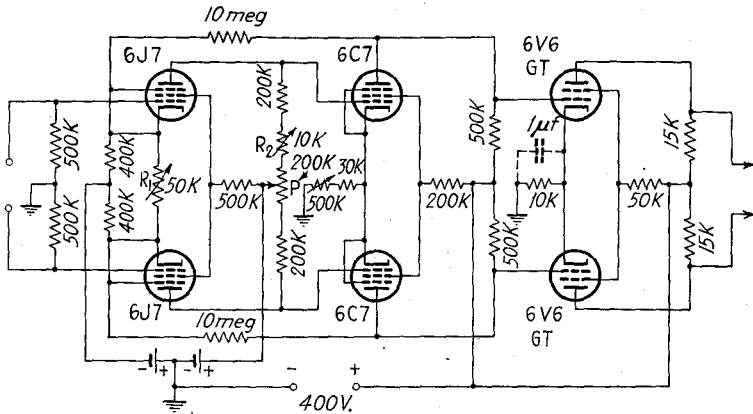 10 meg
6J7
6C7
6V6
GT
200K
R2
10K
200K
P
30K
500K
500K
500K
400K
400K
R1
50K
500K
200K
200K
500K
500K
1μf
10K
50K
15K
15K
6J7
6C7
6V6
GT
10 meg
- +
- +
- +
400V.